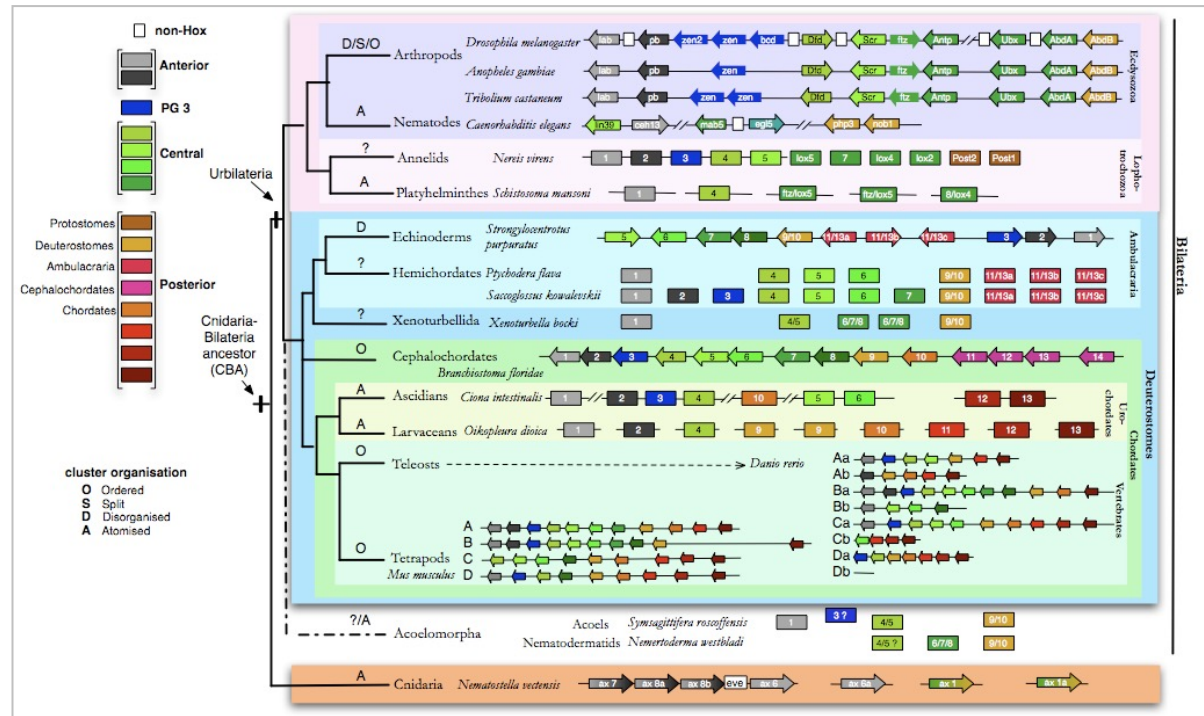 non-Hox
Anterior
PG 3
Central
Protostomes
Deuterostomes
Ambulacraria
Posterior
Cephalochordates
Chordates
Urbilateria
Cnidaria-
Bilateria
ancestor
(CBA)
cluster organisation
O Ordered
S Split
D Disorganised
A Atomised
D/S/O
Arthropods
Drosophila melanogaster
lab pb zen2 zen bcd Dfd Scr ftz Antp Ubx AbdA AbdB
Anopheles gambiae
lab pb zen Dfd Scr ftz Antp Ubx AbdA AbdB
Tribolium castaneum
lab pb zen zen Dfd Scr ftz Antp Ubx AbdA AbdB
A
Nematodes Caenorhabditis elegans
lin39 ceh13 mab5 egl5 php3 nob1
Ecdysozoa
?
Annelids Nereis virens
1 2 3 4 5 lox5 7 lox4 lox2 Post2 Post1
A
Platyhelminthes Schistosoma mansoni
1 4 ftz/lox5 ftz/lox5 8/lox4
Lopho-
trochozoa
D
Echinoderms
Strongylocentrotus
purpuratus
5 6 7 8 9/10 11/13a 11/13b 11/13c 3 2 1
?
Hemichordates Ptychodera flava
1 4 5 6 9/10 11/13a 11/13b 11/13c
Saccoglossus kowalevskii
1 2 3 4 5 6 7 9/10 11/13a 11/13b 11/13c
Ambulacraria
?
Xenoturbellida Xenoturbella bocki
1 4/5 6/7/8 6/7/8 9/10
O
Cephalochordates
Branchiostoma floridae
1 2 3 4 5 6 7 8 9 10 11 12 13 14
A
Ascidians Ciona intestinalis
1 2 3 4 10 5 6 12 13
A
Larvaceans Oikopleura dioica
1 2 4 9 9 10 11 12 13
Uro-
chordates
O
Teleosts Danio rerio
Aa
Ab
Ba
Bb
Ca
Cb
Da
Db
O
Tetrapods
Mus musculus
A
B
C
D
Vertebrates
Chordates
Deuterostomes
Bilateria
?/A
Acoelomorpha
Acoels Symsagittifera roscoffensis
1 3 ? 4/5 9/10
Nematodermatids Nemertoderma westbladi
4/5 ? 6/7/8 9/10
A
Cnidaria Nematostella vectensis
ax 7 ax 8a ax 8b eve ax 6 ax 6a ax 1 ax 1a